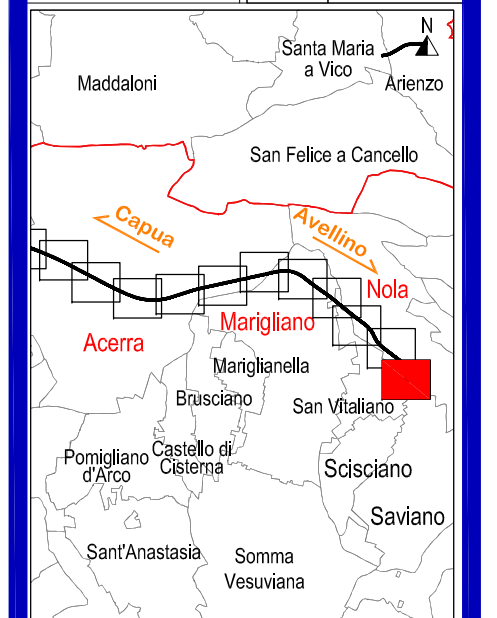 N
Santa Maria
a Vico
Maddaloni
Arienzo
San Felice a Cancello
Capua
Avellino
Nola
Marigliano
Acerra
Mariglianella
Brusciano
San Vitaliano
Castello di
Cisterna
Pomigliano
d'Arco
Scisciano
Saviano
Sant'Anastasia
Somma
Vesuviana